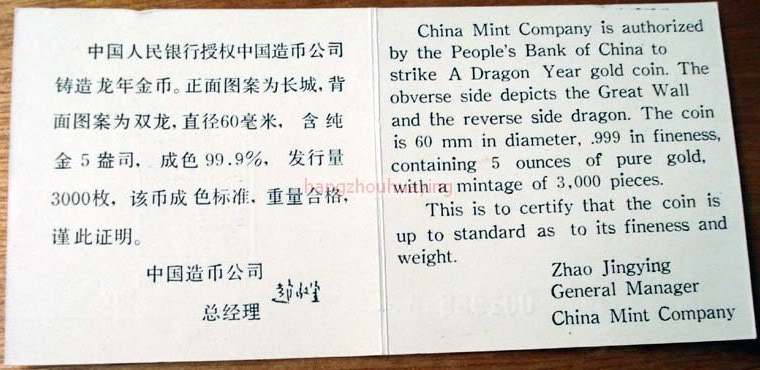 中国人民银行授权中国造币公司
铸造龙年金币。正面图案为长城,背
面图案为双龙,直径60毫米, 含纯
金5盎司, 成色99.9%, 发行量
3000枚, 该币成色标准, 重量合格,
谨此证明。
中国造币公司
总经理
China Mint Company is authorized
by the People's Bank of China to
strike A Dragon Year gold coin. The
obverse side depicts the Great Wall
and the reverse side dragon. The coin
is 60 mm in diameter, .999 in fineness,
containing 5 ounces of pure gold,
with a mintage of 3,000 pieces.
This is to certify that the coin is
up to standard as to its fineness and
weight.
Zhao Jingying
General Manager
China Mint Company